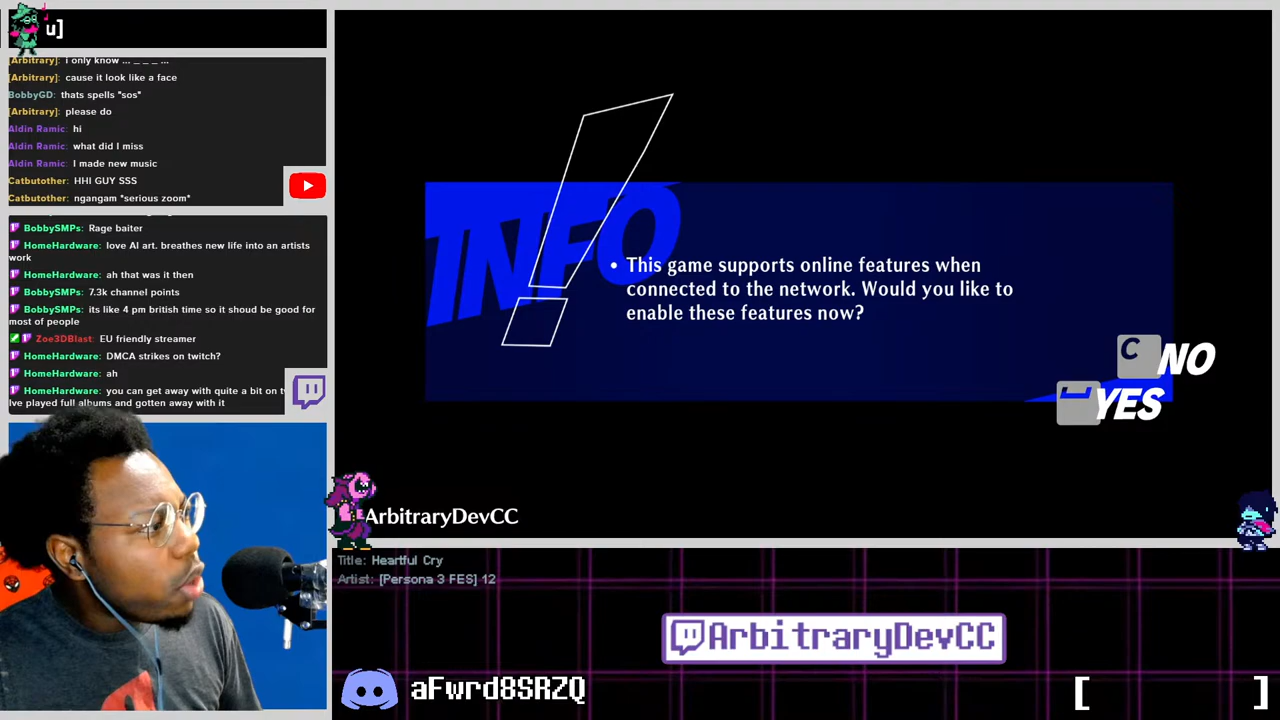 u]
[Arbitrary]: i only know ... _ _ _ ...
[Arbitrary]: cause it look like a face
BobbyGD: thats spells "sos"
[Arbitrary]: please do
Aldin Ramic: hi
Aldin Ramic: what did I miss
Aldin Ramic: I made new music
Catbutother: HHI GUY SSS
Catbutother: ngangam *serious zoom*
BobbySMPs: Rage baiter
HomeHardware: love AI art. breathes new life into an artists
work
HomeHardware: ah that was it then
BobbySMPs: 7.3k channel points
BobbySMPs: its like 4 pm british time so it shoud be good for
most of people
Zoe3DBlast: EU friendly streamer
HomeHardware: DMCA strikes on twitch?
HomeHardware: ah
HomeHardware: you can get away with quite a bit on
Ive played full albums and gotten away with it
INFO
• This game supports online features when
connected to the network. Would you like to
enable these features now?
C NO
YES
ArbitraryDevCC
Title: Heartful Cry
Artist: [Persona 3 FES] 12
ArbitraryDevCC
aFwrd8SRZQ
[ ]